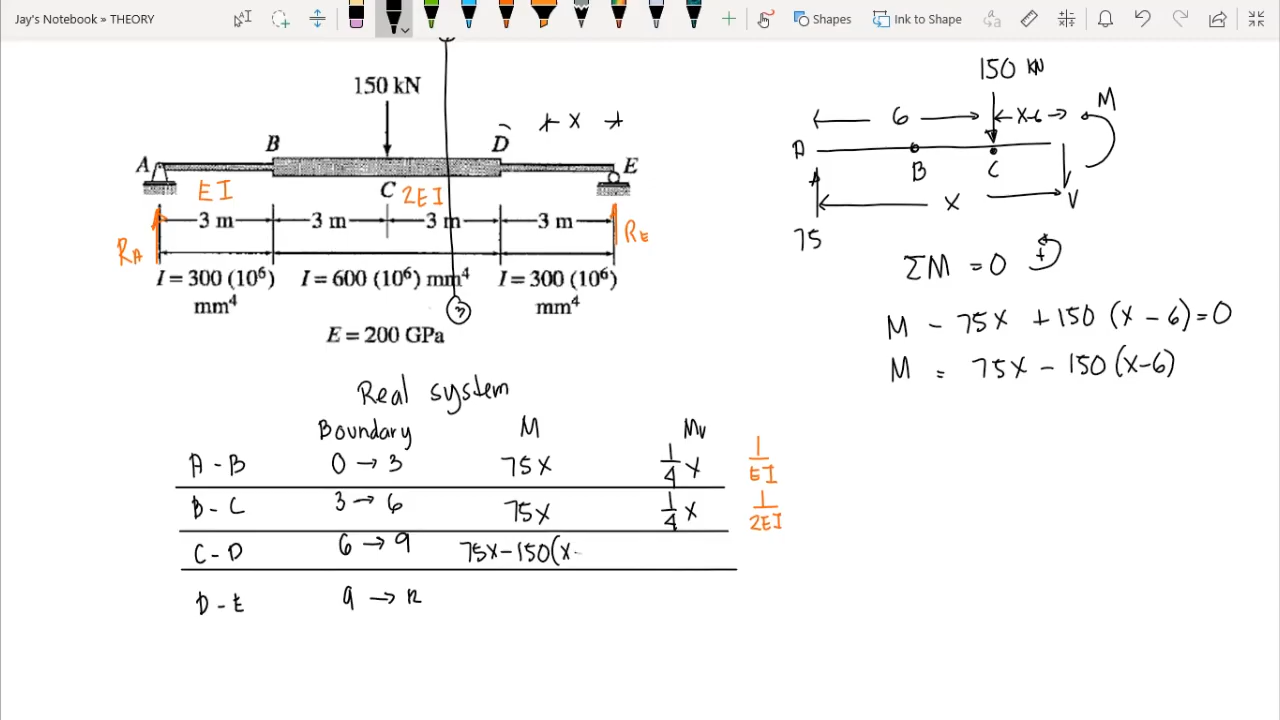 Jay's Notebook » THEORY
Shapes
Ink to Shape
150 kN
x
B
D
A
E
EI
C
2EI
3 m
3 m
3 m
3 m
RA
RE
I = 300 (10⁶) mm⁴
I = 600 (10⁶) mm⁴
I = 300 (10⁶) mm⁴
3
E = 200 GPa
150 kN
6
x-6
M
A
B
C
x
V
75
ΣM = 0
+
M - 75x + 150 (x - 6) = 0
M = 75x - 150 (x-6)
Real system
Boundary M Mv
A - B 0 → 3 75x 1/4 x 1/EI
B - C 3 → 6 75x 1/4 x 1/2EI
C - D 6 → 9 75x - 150(x-
D - E 9 → 12